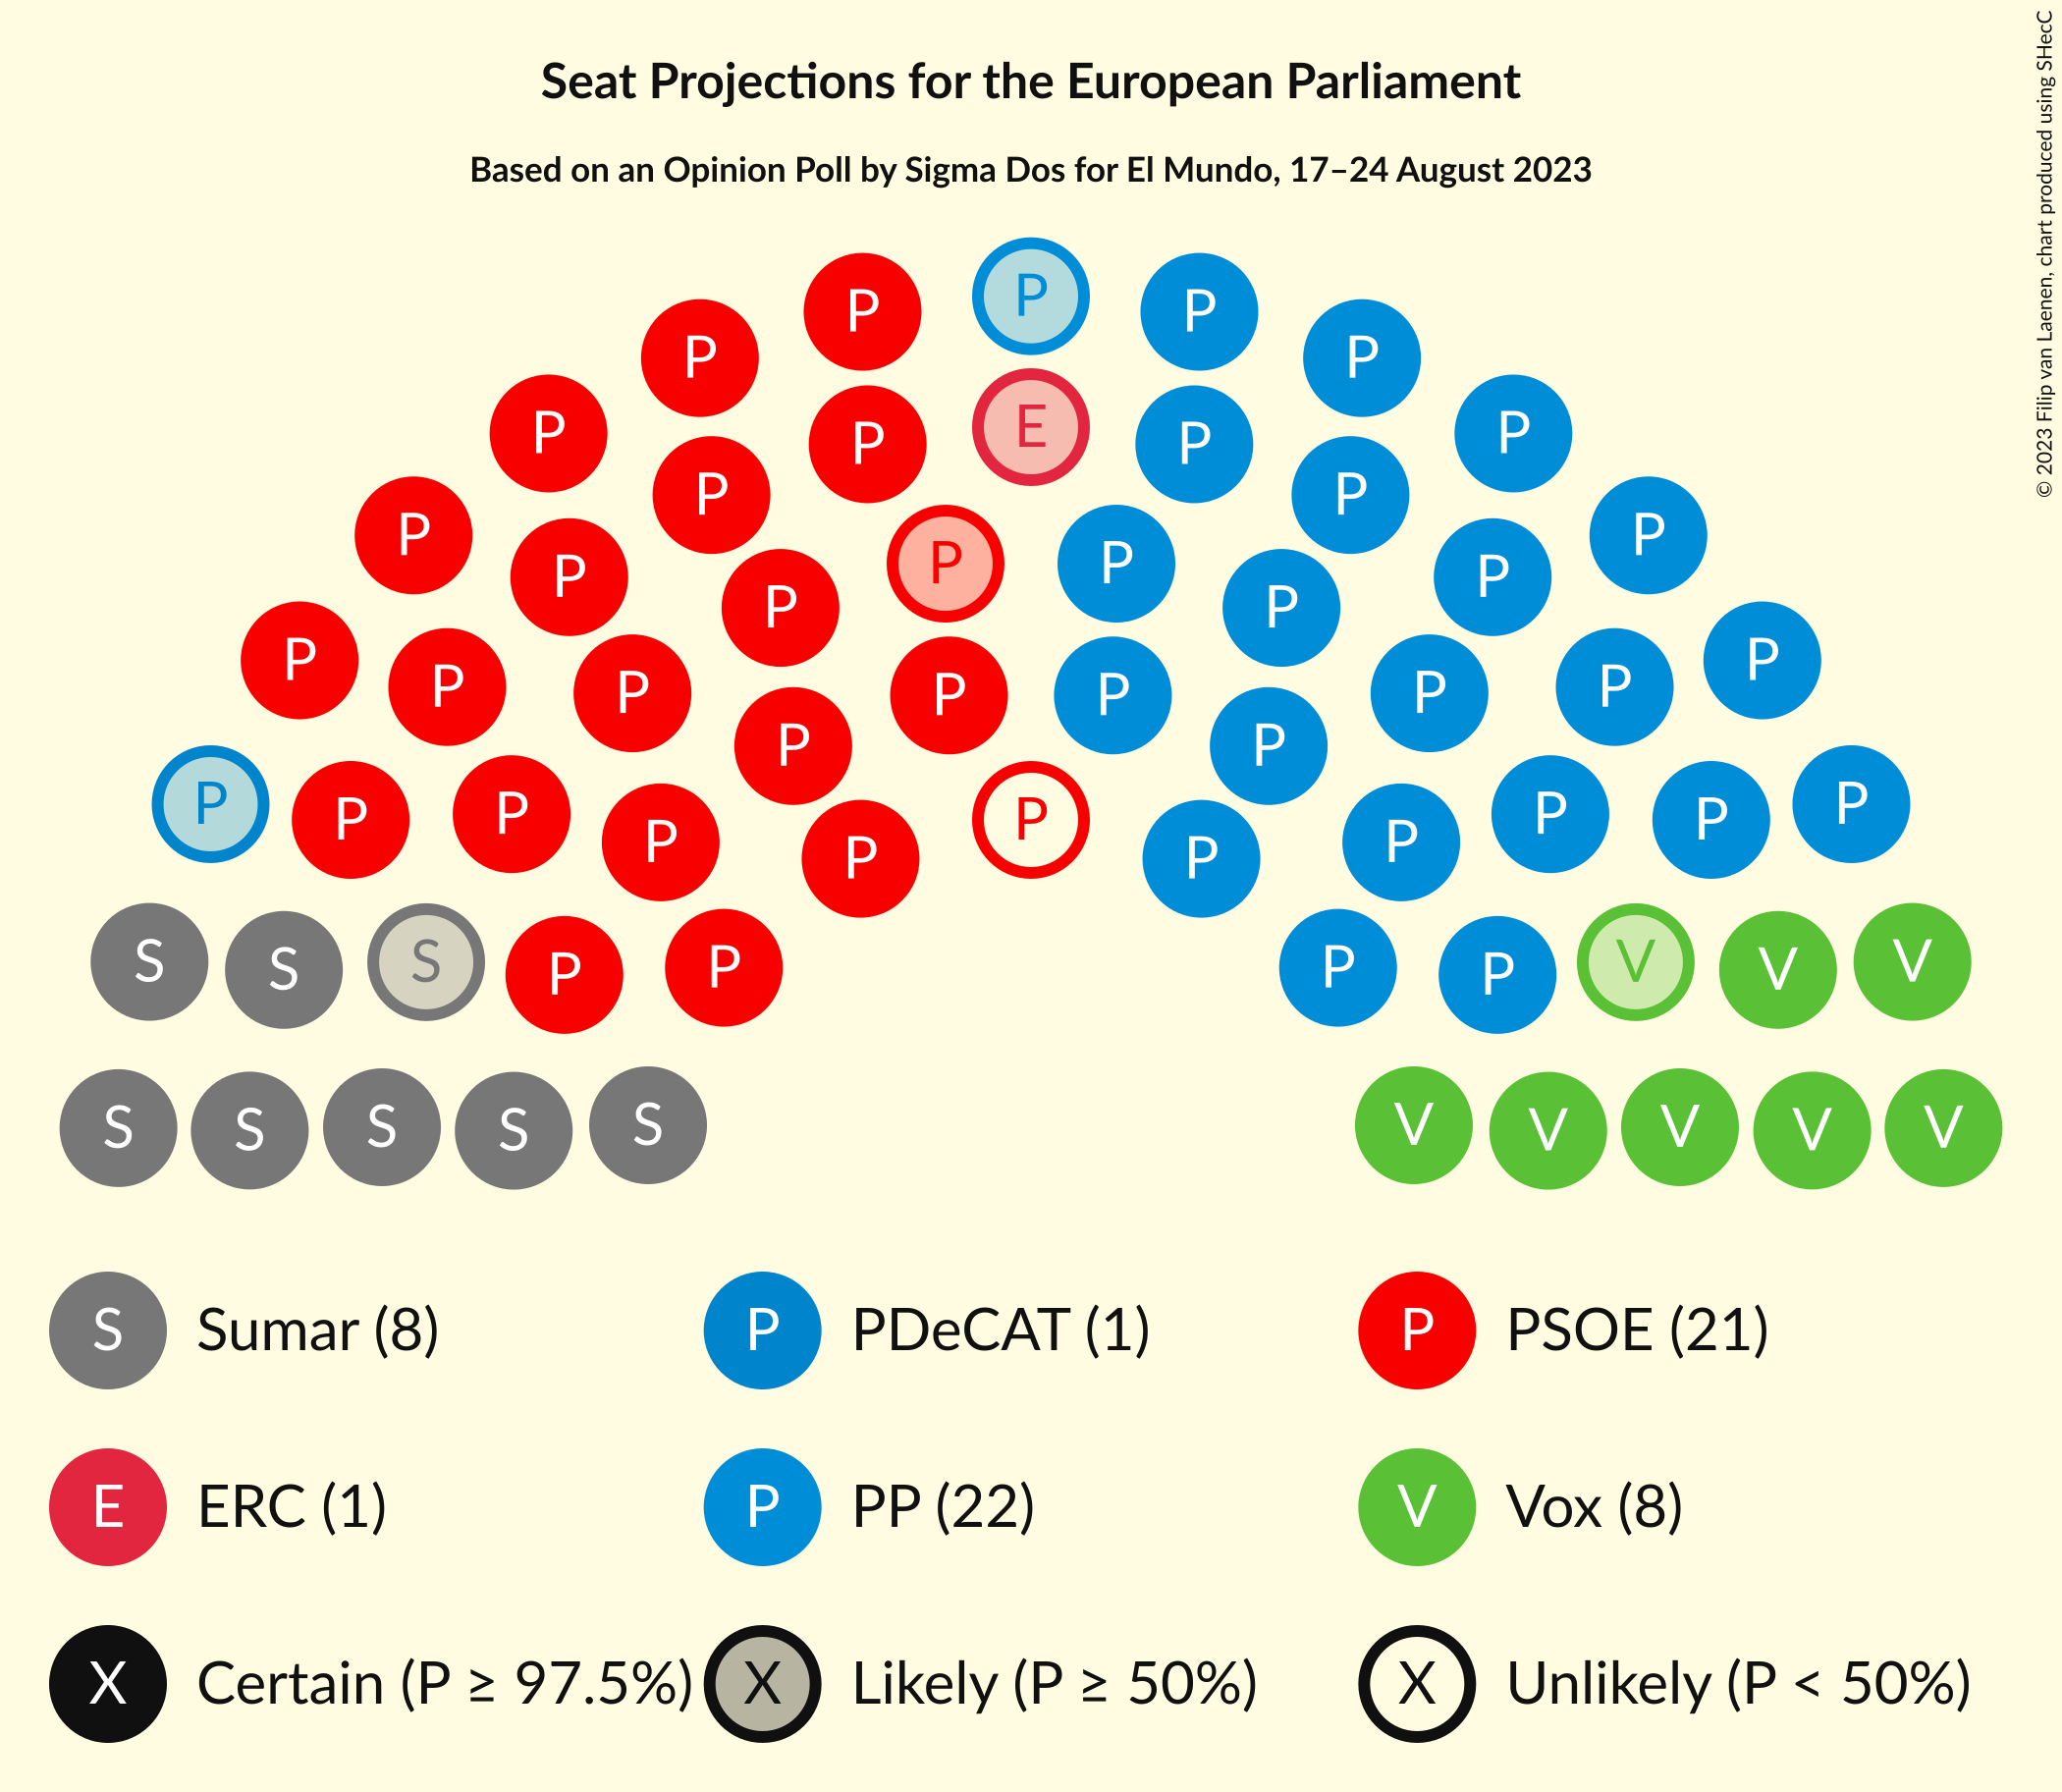 Seat Projections for the European Parliament
Based on an Opinion Poll by Sigma Dos for El Mundo, 17–24 August 2023
© 2023 Filip van Laenen, chart produced using SHecC
P
P P
P P
E
P P
P P
P P
P P
P P
P P
P P
P P
P P
P P
P P
P P
P P
P P
P P P P P P P P P P P
S S S P P P P V V V
S S S S S V V V V V
S Sumar (8) P PDeCAT (1) P PSOE (21)
E ERC (1) P PP (22) V Vox (8)
X Certain (P ≥ 97.5%) X Likely (P ≥ 50%) X Unlikely (P < 50%)